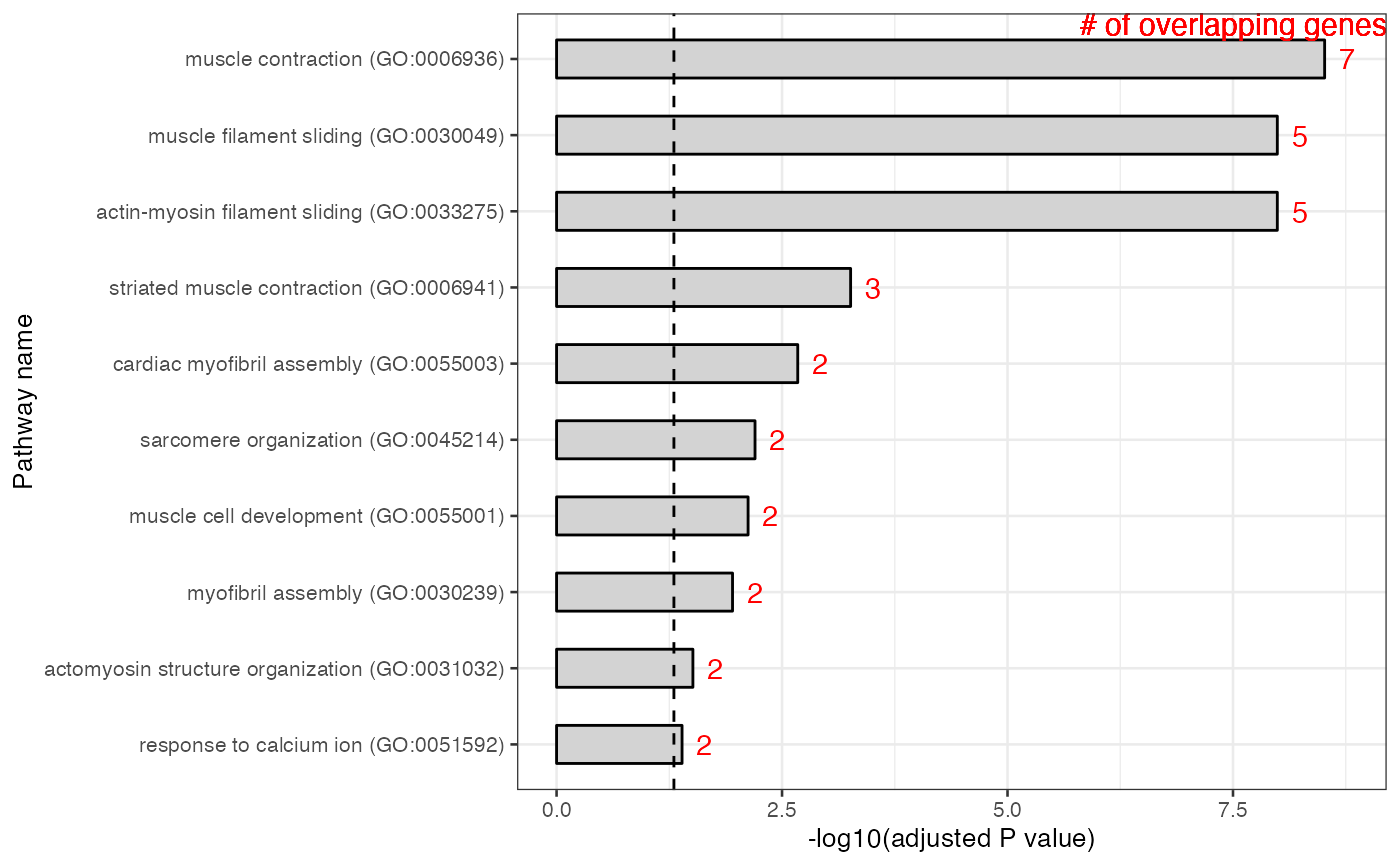 # of overlapping genes
muscle contraction (GO:0006936)
7
muscle filament sliding (GO:0030049)
5
actin-myosin filament sliding (GO:0033275)
5
striated muscle contraction (GO:0006941)
3
cardiac myofibril assembly (GO:0055003)
2
sarcomere organization (GO:0045214)
2
muscle cell development (GO:0055001)
2
myofibril assembly (GO:0030239)
2
actomyosin structure organization (GO:0031032)
2
response to calcium ion (GO:0051592)
2
Pathway name
0.0 2.5 5.0 7.5
-log10(adjusted P value)